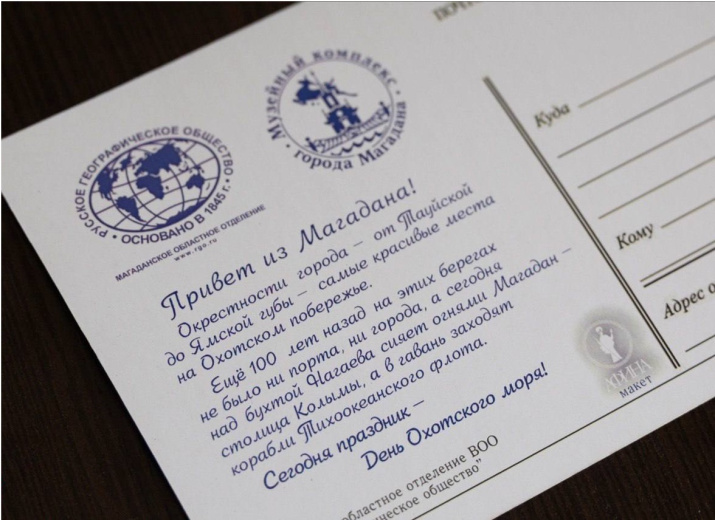 Музейный комплекс
города Магадана
РУССКОЕ ГЕОГРАФИЧЕСКОЕ ОБЩЕСТВО
ОСНОВАНО В 1845 г.
МАГАДАНСКОЕ ОБЛАСТНОЕ ОТДЕЛЕНИЕ
www.rgo.ru
Привет из Магадана!
Окрестности города – от Тауйской
до Ямской губы – самые красивые места
на Охотском побережье.
Ещё 100 лет назад на этих берегах
не было ни порта, ни города, а сегодня
над бухтой Нагаева сияет огнями Магадан –
столица Колымы, а в гавань заходят
корабли Тихоокеанского флота.
Сегодня праздник –
День Охотского моря!
областное отделение ВОО
ческое общество"
Куда
Кому
Адрес о
макет